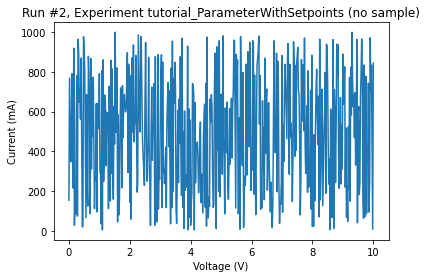 Run #2, Experiment tutorial_ParameterWithSetpoints (no sample)
1000
800
600
400
200
0
Current (mA)
0 2 4 6 8 10
Voltage (V)